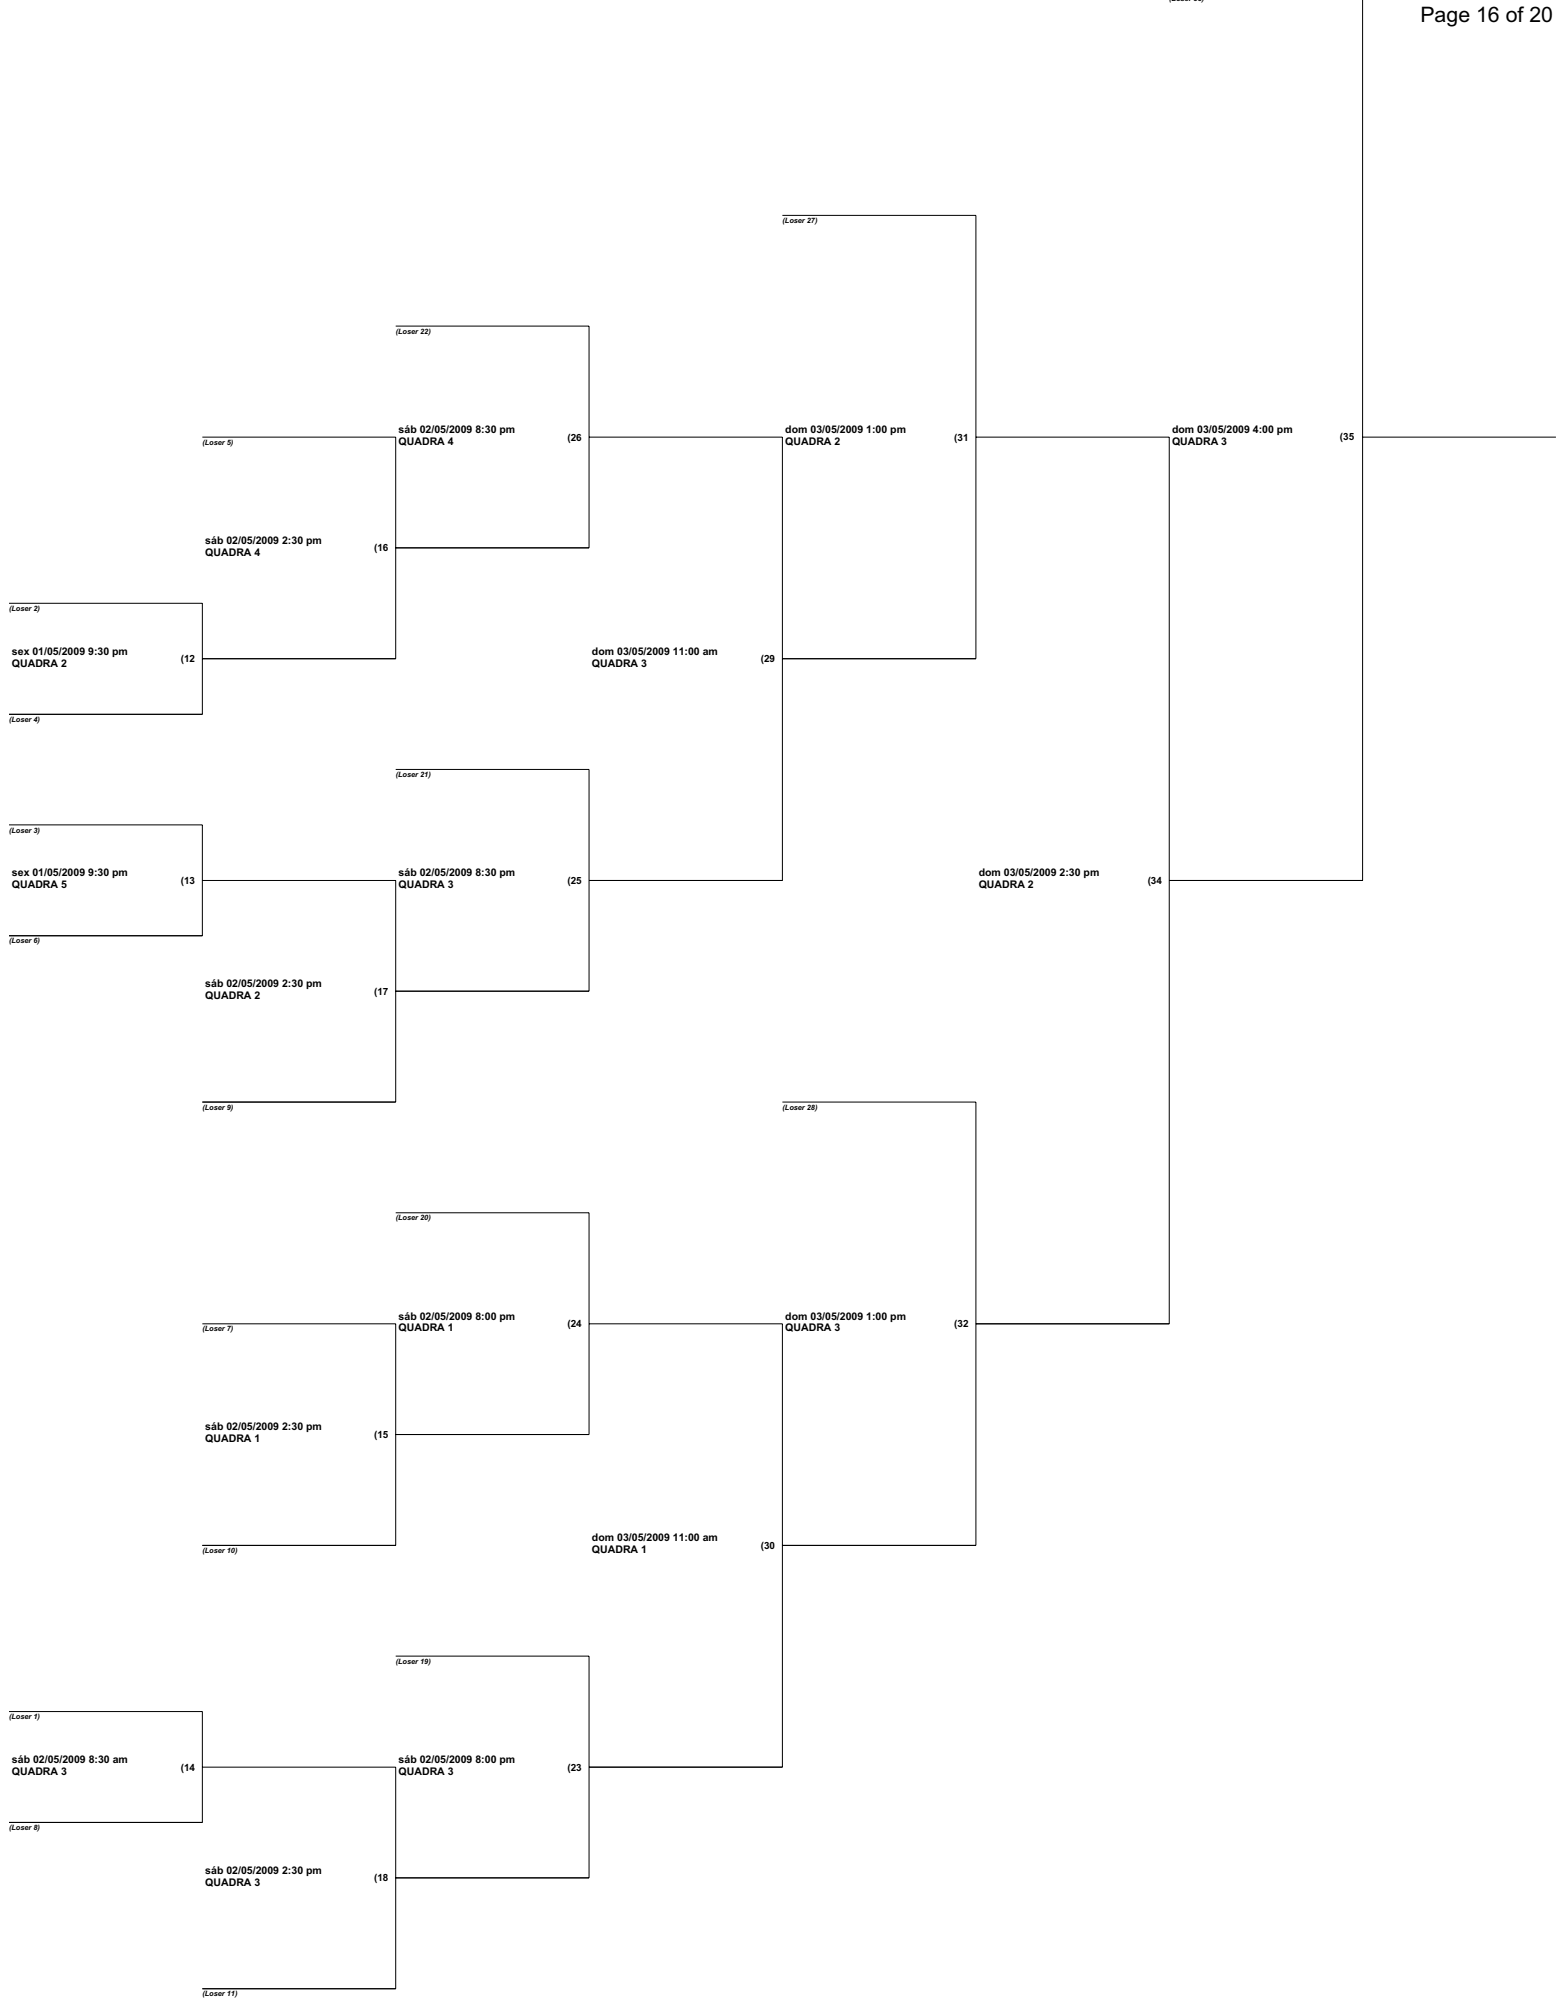 Page 16 of 20
(Loser 27)
(Loser 22)
sáb 02/05/2009 8:30 pm
QUADRA 4
(26
dom 03/05/2009 1:00 pm
QUADRA 2
(31
dom 03/05/2009 4:00 pm
QUADRA 3
(35
(Loser 5)
sáb 02/05/2009 2:30 pm
QUADRA 4
(16
(Loser 2)
sex 01/05/2009 9:30 pm
QUADRA 2
(12
dom 03/05/2009 11:00 am
QUADRA 3
(29
(Loser 4)
(Loser 21)
(Loser 3)
sex 01/05/2009 9:30 pm
QUADRA 5
(13
sáb 02/05/2009 8:30 pm
QUADRA 3
(25
dom 03/05/2009 2:30 pm
QUADRA 2
(34
(Loser 6)
sáb 02/05/2009 2:30 pm
QUADRA 2
(17
(Loser 9)
(Loser 28)
(Loser 20)
sáb 02/05/2009 8:00 pm
QUADRA 1
(24
dom 03/05/2009 1:00 pm
QUADRA 3
(32
(Loser 7)
sáb 02/05/2009 2:30 pm
QUADRA 1
(15
dom 03/05/2009 11:00 am
QUADRA 1
(30
(Loser 10)
(Loser 19)
(Loser 1)
sáb 02/05/2009 8:30 am
QUADRA 3
(14
sáb 02/05/2009 8:00 pm
QUADRA 3
(23
(Loser 8)
sáb 02/05/2009 2:30 pm
QUADRA 3
(18
(Loser 11)